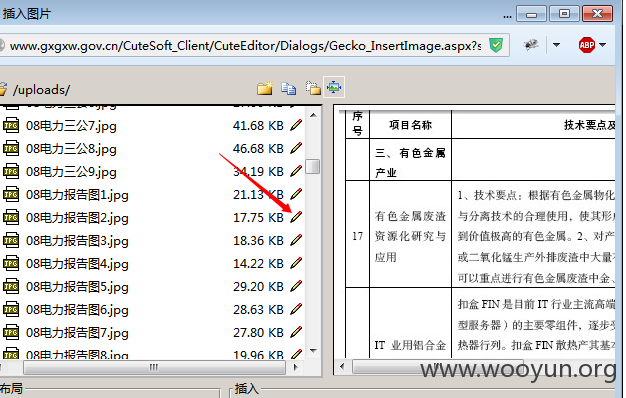 插入图片
...
www.gxgxw.gov.cn/CuteSoft_Client/CuteEditor/Dialogs/Gecko_InsertImage.aspx?s
ABP
/uploads/
JPG 08电力三公7.jpg 41.68 KB
JPG 08电力三公8.jpg 46.68 KB
JPG 08电力三公9.jpg 34.19 KB
JPG 08电力报告图1.jpg 21.13 KB
JPG 08电力报告图2.jpg 17.75 KB
JPG 08电力报告图3.jpg 18.36 KB
JPG 08电力报告图4.jpg 14.22 KB
JPG 08电力报告图5.jpg 29.20 KB
JPG 08电力报告图6.jpg 28.63 KB
JPG 08电力报告图7.jpg 27.80 KB
JPG 08电力报告图8.jpg 19.96 KB
序号 项目名称 技术要点及
三、有色金属
产业
17
有色金属废渣
资源化研究与
应用
1、技术要点：根据有色金属物化
与分离技术的合理使用，使其形成
到价值极高的有色金属。2、对产
或二氧化锰生产外排废渣中大量有
可以重点进行有色金属废渣中金、
IT 业用铝合金
扣盒 FIN 是目前 IT 行业主流高端
型服务器）的主要零组件，逐步变
热器行列。扣盒 FIN 散热产其基本
www.wooyun.org
布局
插入